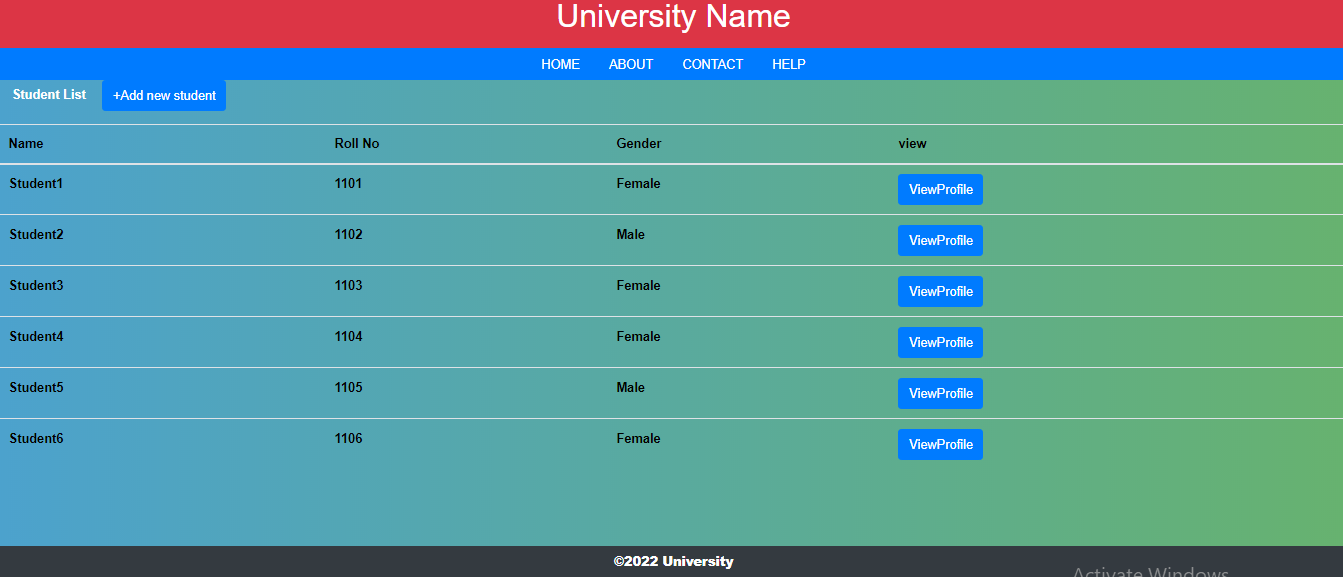 University Name
HOME ABOUT CONTACT HELP
Student List +Add new student
Name Roll No Gender view
Student1 1101 Female ViewProfile
Student2 1102 Male ViewProfile
Student3 1103 Female ViewProfile
Student4 1104 Female ViewProfile
Student5 1105 Male ViewProfile
Student6 1106 Female ViewProfile
©2022 University
Activate Windows